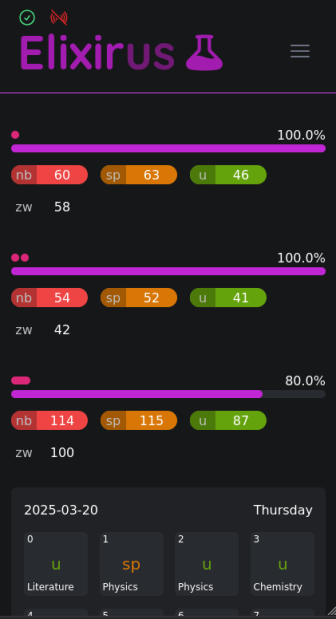 Elixirus
100.0%
nb 60 sp 63 u 46
zw 58
100.0%
nb 54 sp 52 u 41
zw 42
80.0%
nb 114 sp 115 u 87
zw 100
2025-03-20 Thursday
0 1 2 3
u sp u u
Literature Physics Physics Chemistry
4 5 6 7